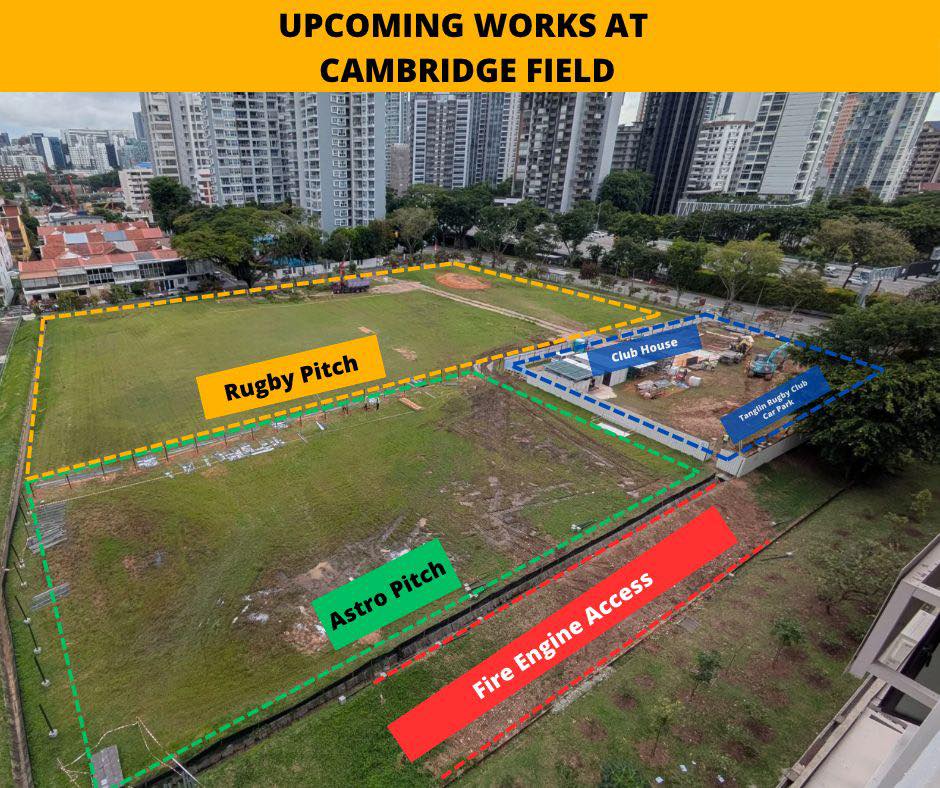 UPCOMING WORKS AT
CAMBRIDGE FIELD
Rugby Pitch
Club House
Tanglin Rugby Club
Car Park
Astro Pitch
Fire Engine Access